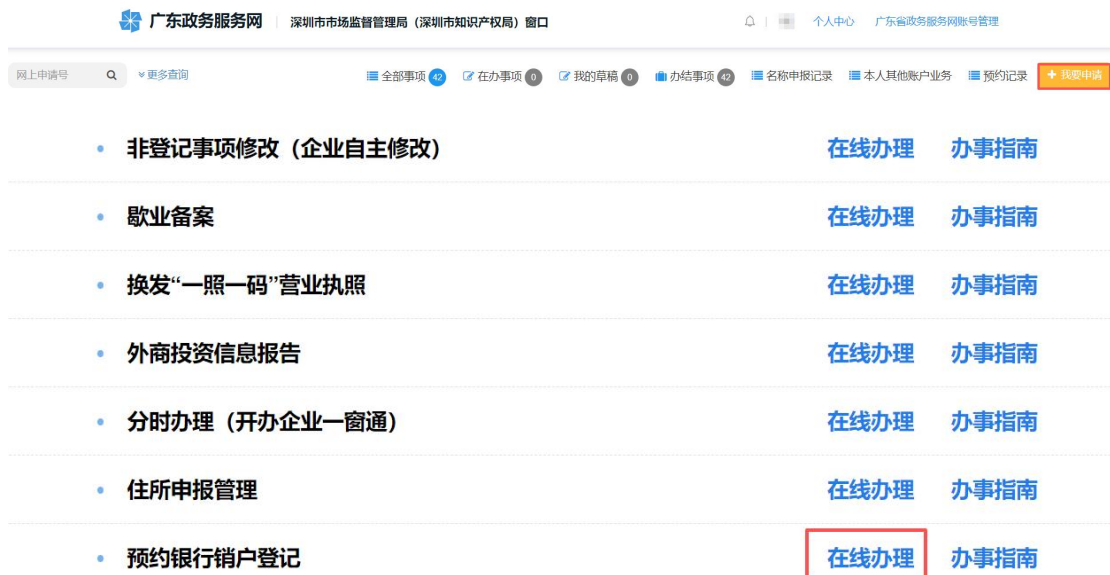 广东政务服务网 深圳市市场监督管理局（深圳市知识产权局）窗口 个人中心 广东省政务服务网账号管理
网上申请号 更多查询 全部事项 42 在办事项 0 我的草稿 0 办结事项 42 名称申报记录 本人其他账户业务 预约记录 + 我要申请
非登记事项修改（企业自主修改） 在线办理 办事指南
歇业备案 在线办理 办事指南
换发“一照一码”营业执照 在线办理 办事指南
外商投资信息报告 在线办理 办事指南
分时办理（开办企业一窗通） 在线办理 办事指南
住所申报管理 在线办理 办事指南
预约银行销户登记 在线办理 办事指南